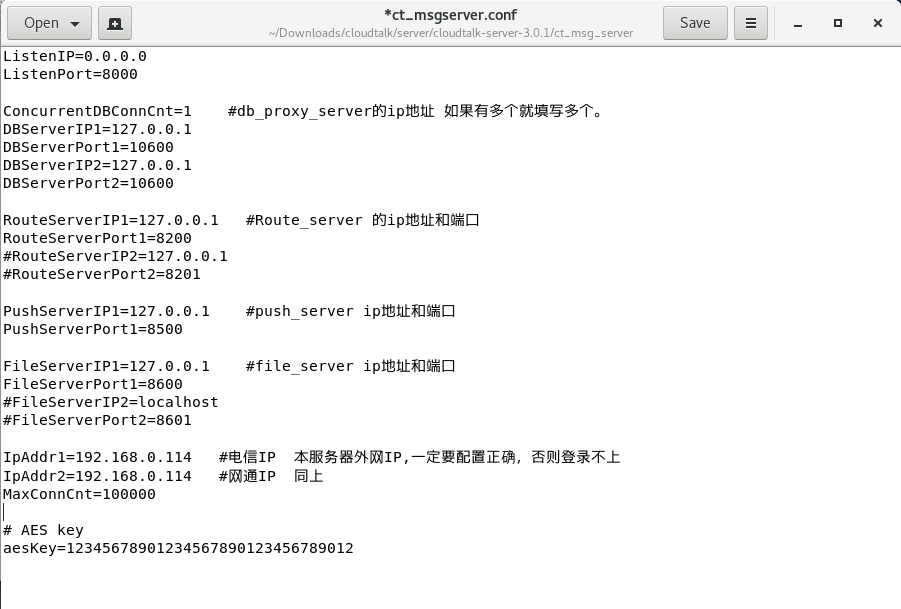 Open
*ct_msgserver.conf
~/Downloads/cloudtalk/server/cloudtalk-server-3.0.1/ct_msg_server
Save
ListenIP=0.0.0.0
ListenPort=8000
ConcurrentDBConnCnt=1    #db_proxy_server的ip地址 如果有多个就填写多个。
DBServerIP1=127.0.0.1
DBServerPort1=10600
DBServerIP2=127.0.0.1
DBServerPort2=10600
RouteServerIP1=127.0.0.1   #Route_server 的ip地址和端口
RouteServerPort1=8200
#RouteServerIP2=127.0.0.1
#RouteServerPort2=8201
PushServerIP1=127.0.0.1    #push_server ip地址和端口
PushServerPort1=8500
FileServerIP1=127.0.0.1    #file_server ip地址和端口
FileServerPort1=8600
#FileServerIP2=localhost
#FileServerPort2=8601
IpAddr1=192.168.0.114   #电信IP  本服务器外网IP,一定要配置正确，否则登录不上
IpAddr2=192.168.0.114   #网通IP  同上
MaxConnCnt=100000
# AES key
aesKey=12345678901234567890123456789012